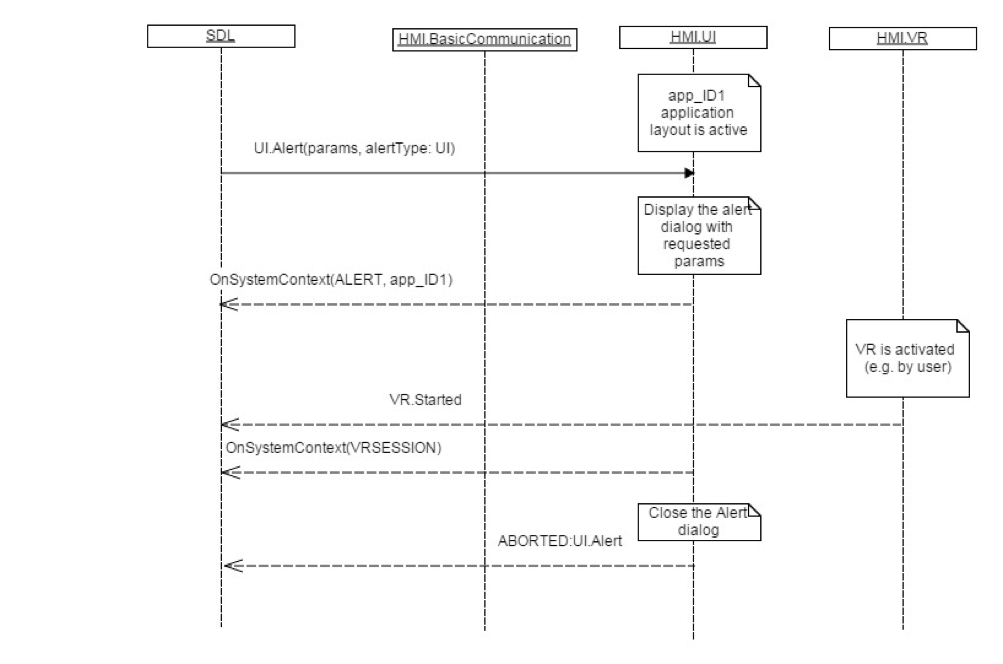 SDL
HMI.BasicCommunication
HMI.UI
HMI.VR
app_ID1
application
layout is active
UI.Alert(params, alertType: UI)
Display the alert
dialog with
requested
params
OnSystemContext(ALERT, app_ID1)
VR is activated
(e.g. by user)
VR.Started
OnSystemContext(VRSESSION)
Close the Alert
dialog
ABORTED:UI.Alert